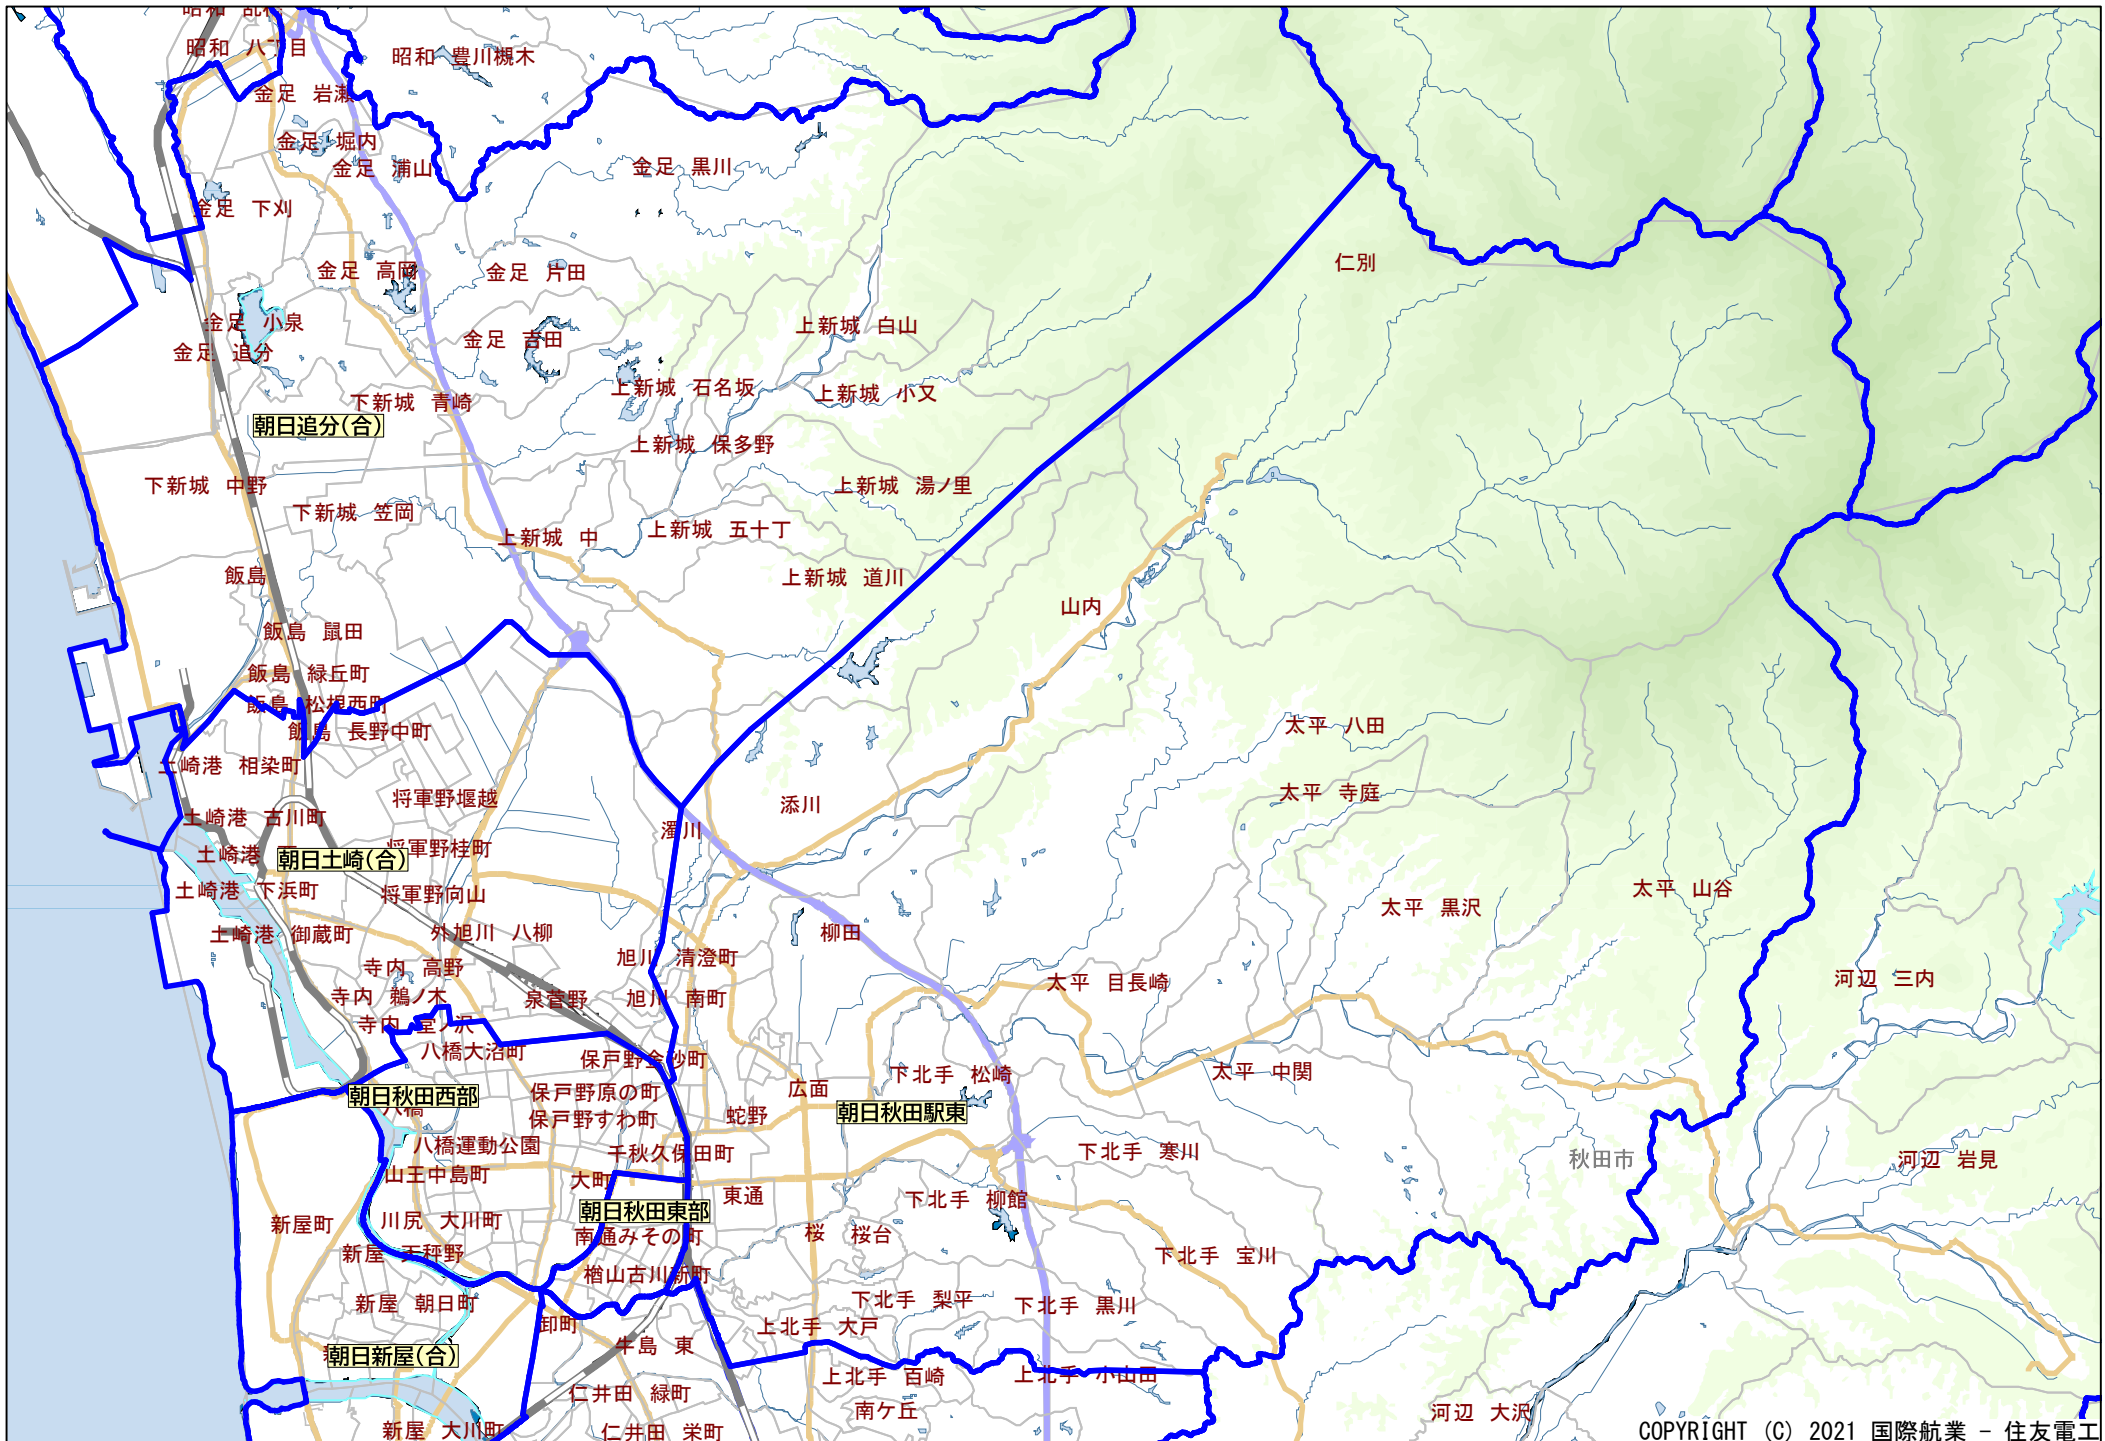 昭和 八丁目
昭和 豊川槻木
金足 岩瀬
金足 堀内
金足 浦山
金足 黒川
金足 下刈
金足 高岡
金足 片田
仁別
金足 小泉
上新城 白山
金足 追分
金足 吉田
上新城 石名坂
上新城 小又
下新城 青崎
朝日追分(合)
上新城 保多野
下新城 中野
上新城 湯ノ里
下新城 笠岡
上新城 中
上新城 五十丁
飯島
上新城 道川
山内
飯島 鼠田
飯島 緑丘町
飯島 松根西町
飯島 長野中町
太平 八田
土崎港 相染町
将軍野堰越
太平 寺庭
添川
土崎港 古川町
濁川
将軍野桂町
土崎港
朝日土崎(合)
土崎港 下浜町
将軍野向山
太平 山谷
太平 黒沢
土崎港 御蔵町
外旭川 八柳
柳田
旭川 清澄町
寺内 高野
太平 目長崎
河辺 三内
寺内 鵜ノ木
泉菅野
旭川 南町
寺内 堂ノ沢
八橋大沼町
保戸野金砂町
下北手 松崎
太平 中関
広面
保戸野原の町
朝日秋田西部
八橋
保戸野すわ町
蛇野
朝日秋田駅東
八橋運動公園
千秋久保田町
下北手 寒川
秋田市
河辺 岩見
山王中島町
大町
東通
下北手 柳館
朝日秋田東部
新屋町
川尻 大川町
南通みその町
桜
桜台
新屋 天秤野
下北手 宝川
楢山古川新町
新屋 朝日町
下北手 梨平
下北手 黒川
卸町
上北手 大戸
牛島 東
朝日新屋(合)
上北手 百崎
上北手 小山田
仁井田 緑町
南ケ丘
河辺 大沢
新屋 大川町
仁井田 栄町
COPYRIGHT (C) 2021 国際航業 - 住友電工